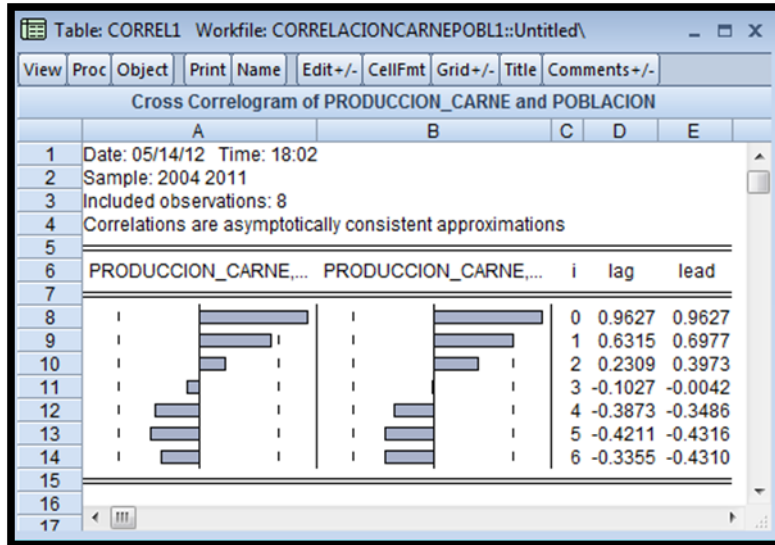 Table: CORREL1 Workfile: CORRELACIONCARNEPOBL1::Untitled\
View Proc Object Print Name Edit+/- CellFmt Grid+/- Title Comments+/-
Cross Correlogram of PRODUCCION_CARNE and POBLACION
A B C D E
1 Date: 05/14/12 Time: 18:02
2 Sample: 2004 2011
3 Included observations: 8
4 Correlations are asymptotically consistent approximations
5
6 PRODUCCION_CARNE,... PRODUCCION_CARNE,... i lag lead
7
8 0 0.9627 0.9627
9 1 0.6315 0.6977
10 2 0.2309 0.3973
11 3 -0.1027 -0.0042
12 4 -0.3873 -0.3486
13 5 -0.4211 -0.4316
14 6 -0.3355 -0.4310
15
16
17